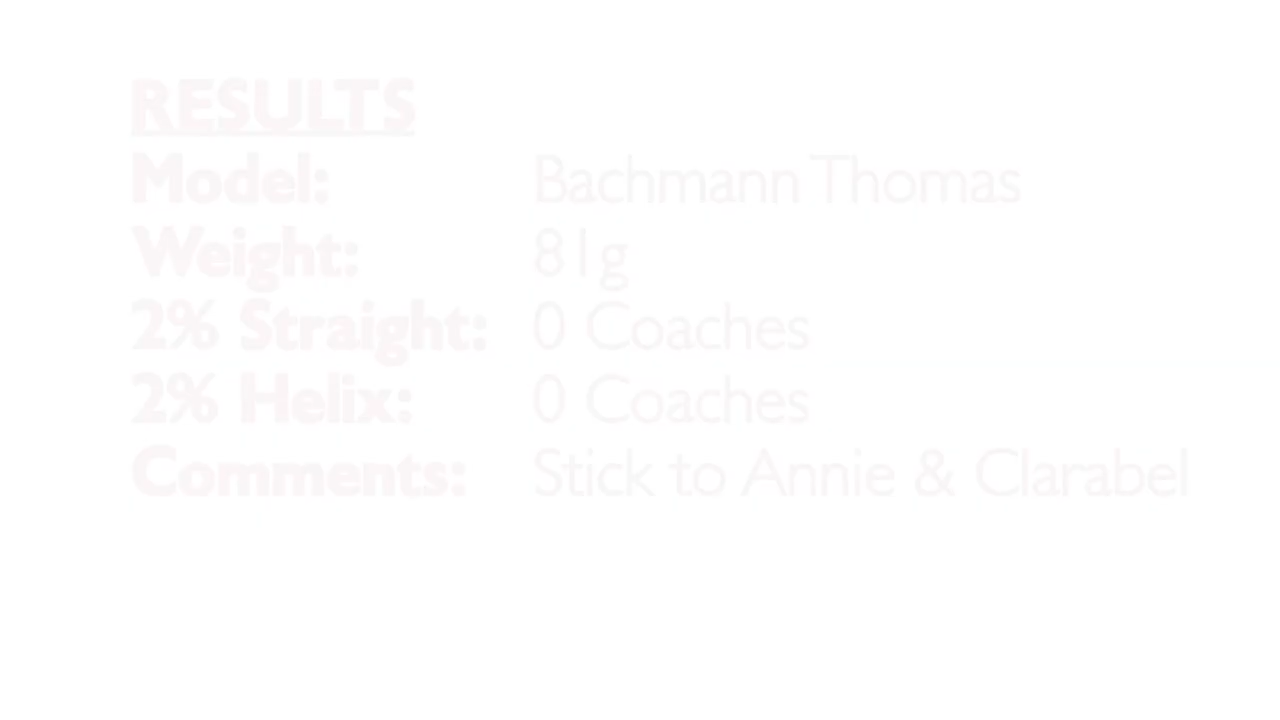 RESULTS
Model: Bachmann Thomas
Weight: 81g
2% Straight: 0 Coaches
2% Helix: 0 Coaches
Comments: Stick to Annie & Clarabel